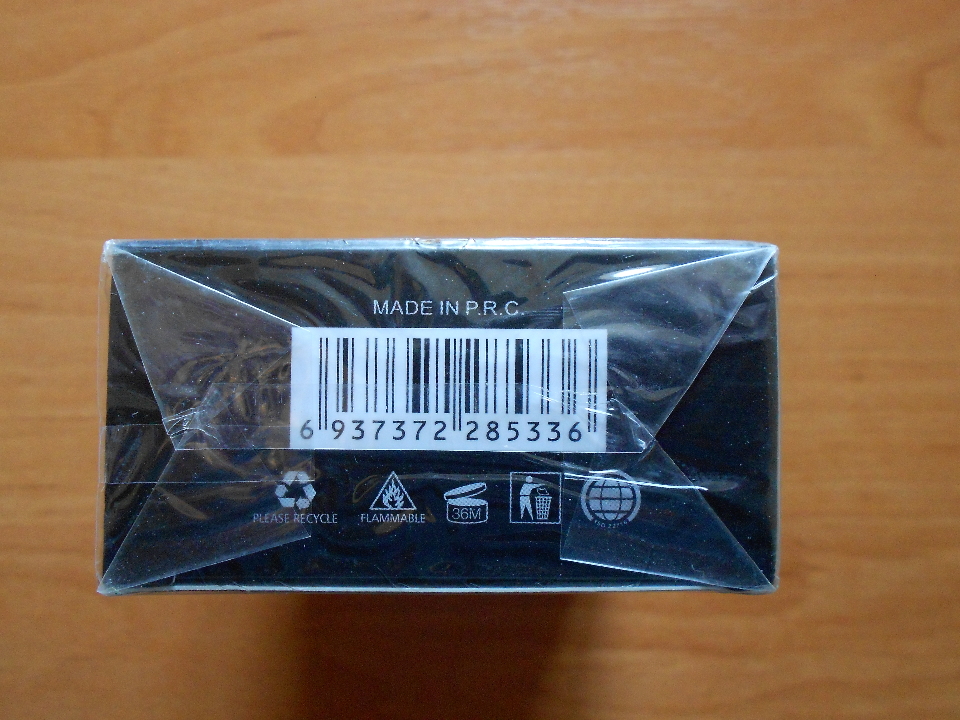 MADE IN P.R.C.
6 937372 285336
PLEASE RECYCLE FLAMMABLE 36M